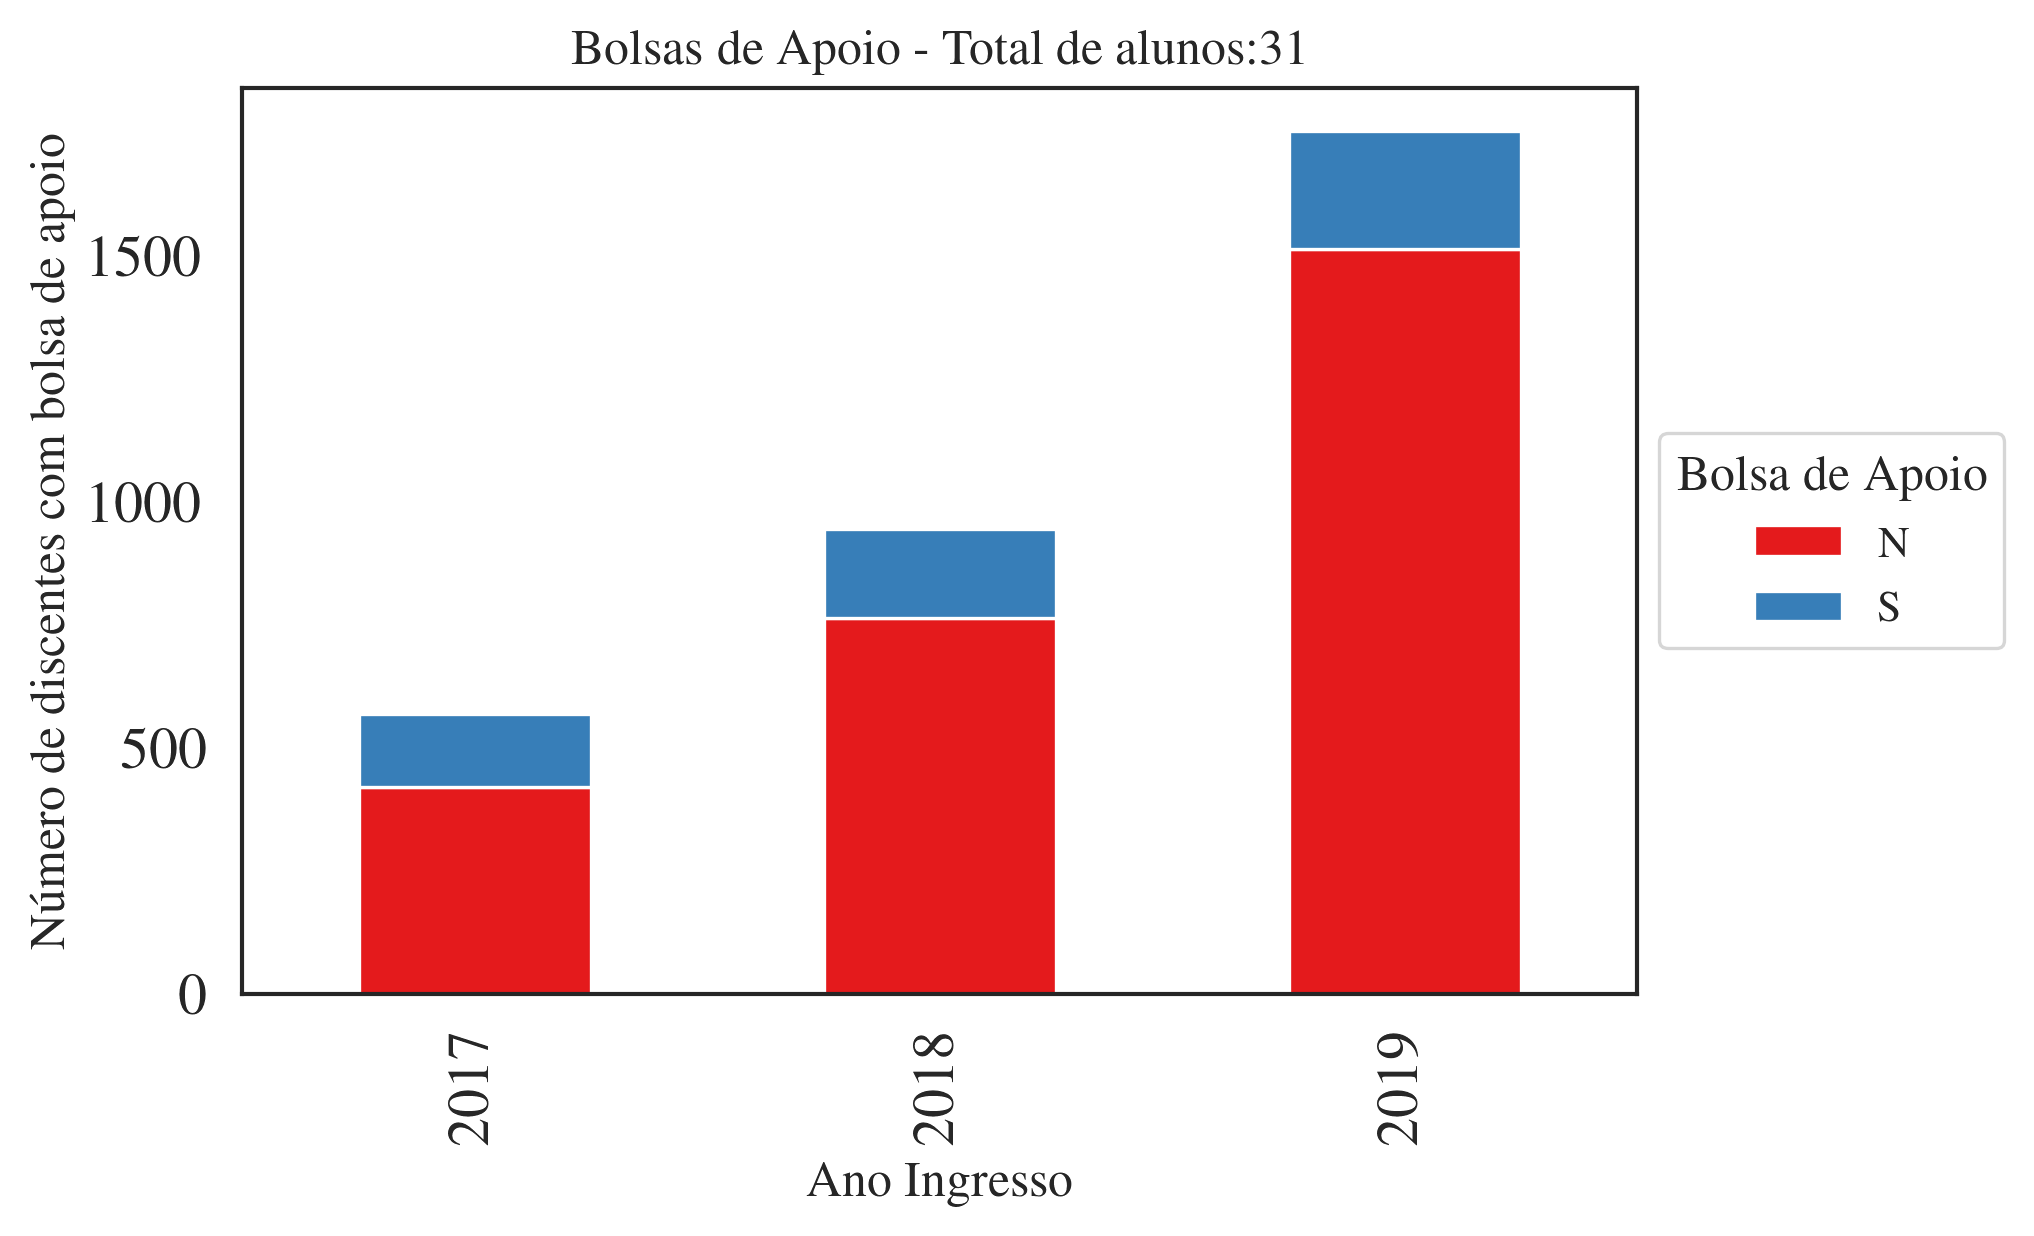 Bolsas de Apoio - Total de alunos:31
Número de discentes com bolsa de apoio
1500
1000
500
0
2017
2018
2019
Ano Ingresso
Bolsa de Apoio
N
S